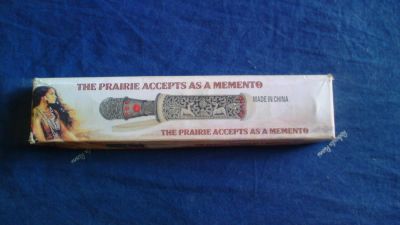 THE PRAIRIE ACCEPTS AS A MEMENTO
MADE IN CHINA
THE PRAIRIE ACCEPTS AS A MEMENTO